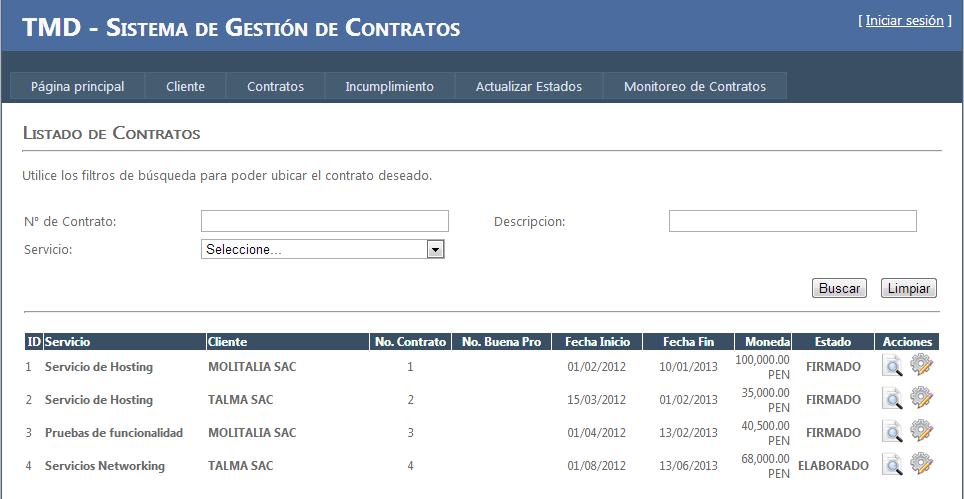 TMD - Sistema de Gestión de Contratos
[ Iniciar sesión ]
Página principal Cliente Contratos Incumplimiento Actualizar Estados Monitoreo de Contratos
Listado de Contratos
Utilice los filtros de búsqueda para poder ubicar el contrato deseado.
N° de Contrato: Descripcion:
Servicio: Seleccione...
Buscar Limpiar
ID Servicio Cliente No. Contrato No. Buena Pro Fecha Inicio Fecha Fin Moneda Estado Acciones
1 Servicio de Hosting MOLITALIA SAC 1 01/02/2012 10/01/2013 100,000.00 PEN FIRMADO
2 Servicio de Hosting TALMA SAC 2 15/03/2012 01/02/2013 35,000.00 PEN FIRMADO
3 Pruebas de funcionalidad MOLITALIA SAC 3 01/04/2012 13/02/2013 40,500.00 PEN FIRMADO
4 Servicios Networking TALMA SAC 4 01/08/2012 13/06/2013 68,000.00 PEN ELABORADO